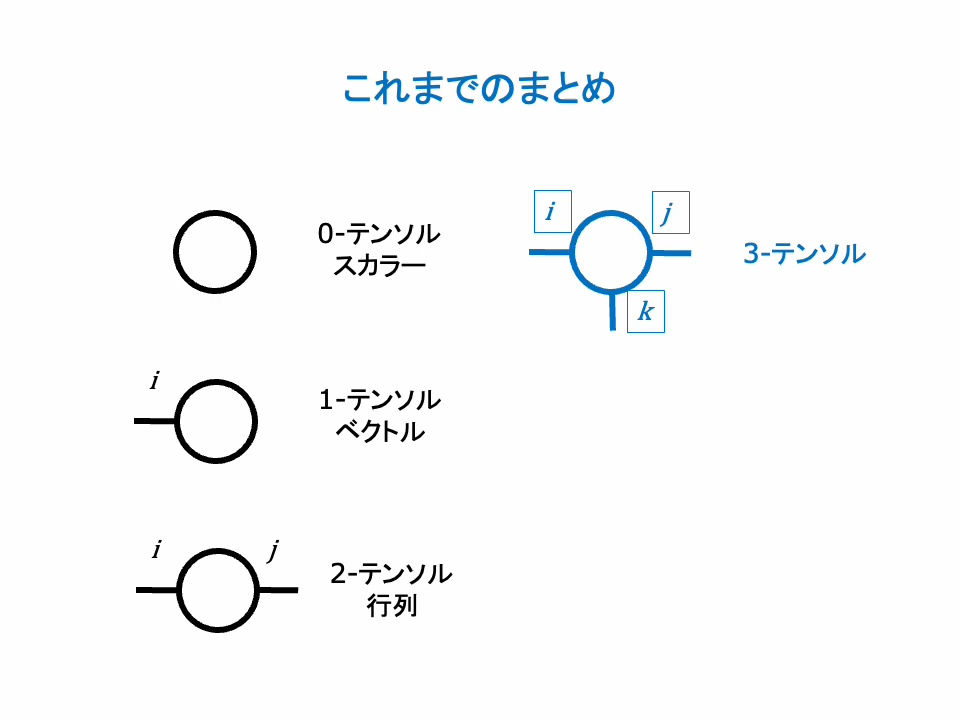 これまでのまとめ
0-テンソル
スカラー
i
1-テンソル
ベクトル
i
j
2-テンソル
行列
i
j
k
3-テンソル